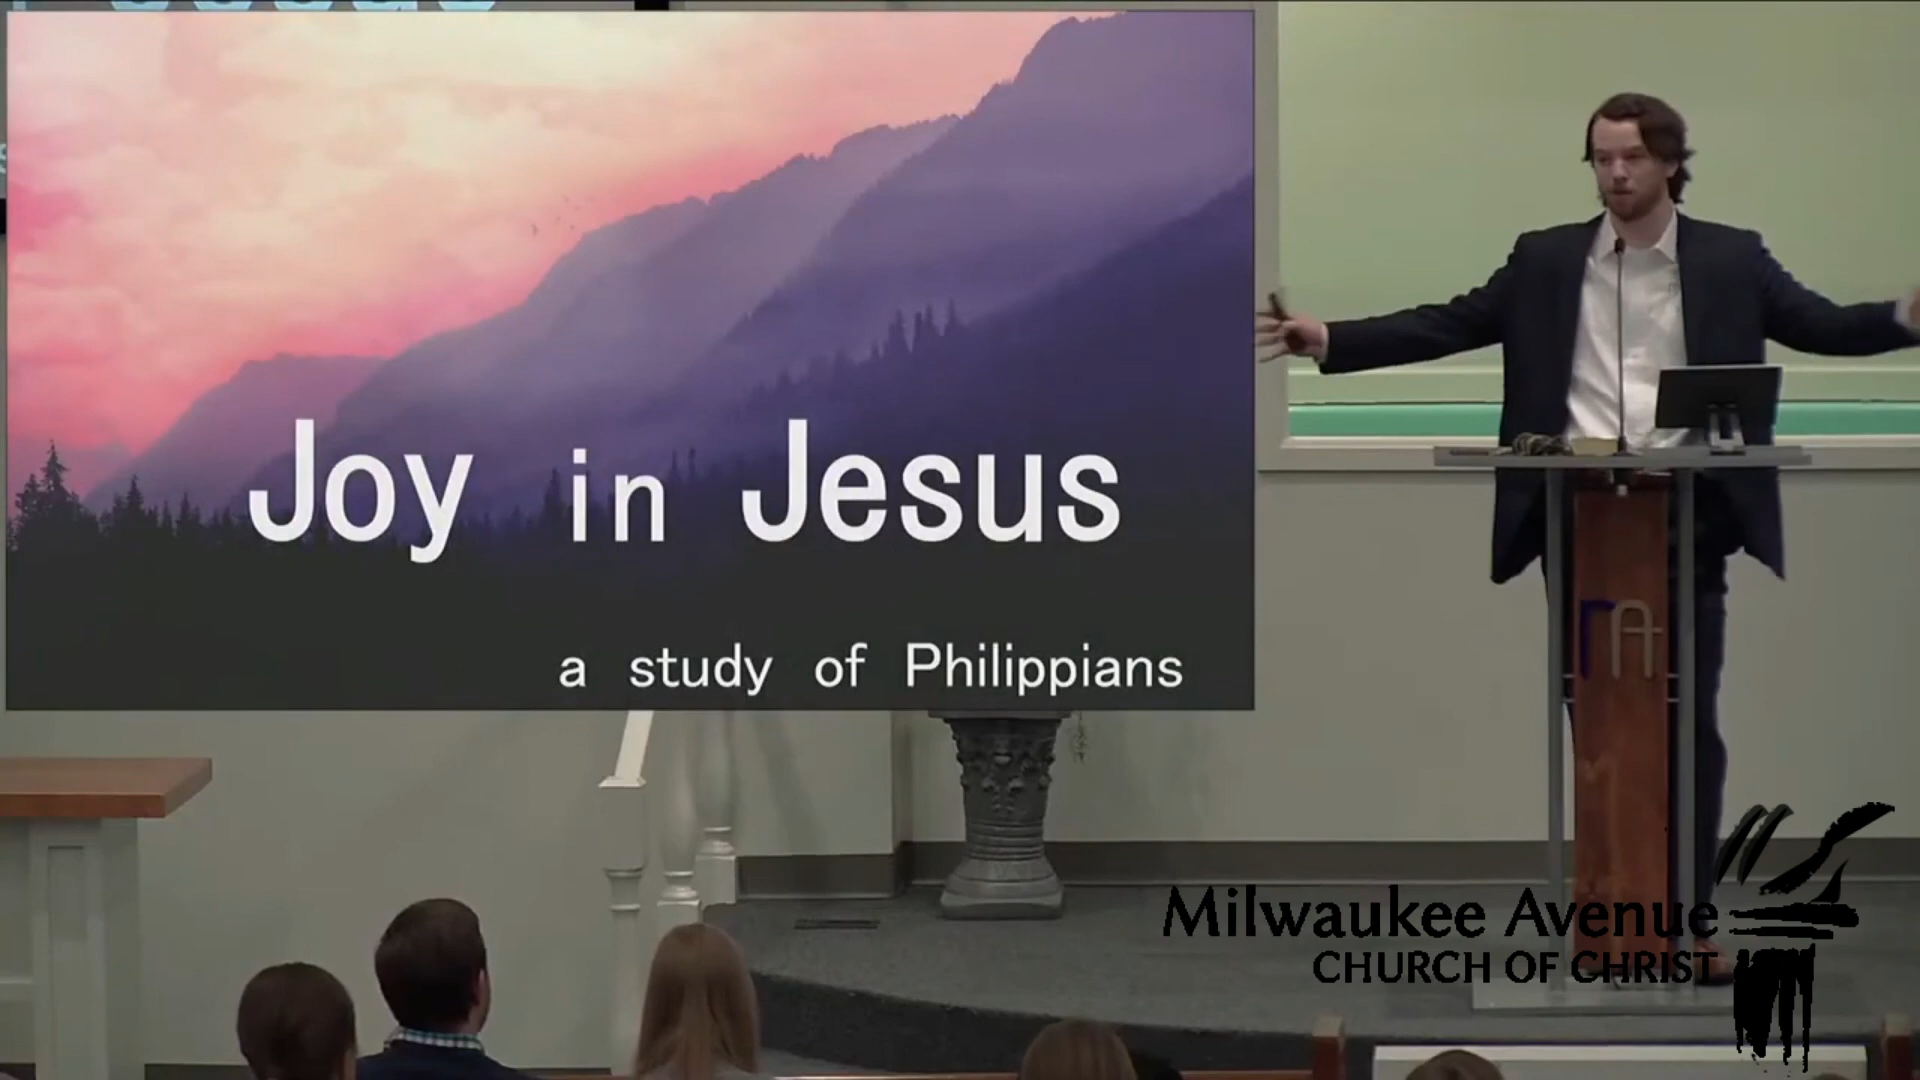 Joy in Jesus
a study of Philippians
Milwaukee Avenue
CHURCH OF CHRIST